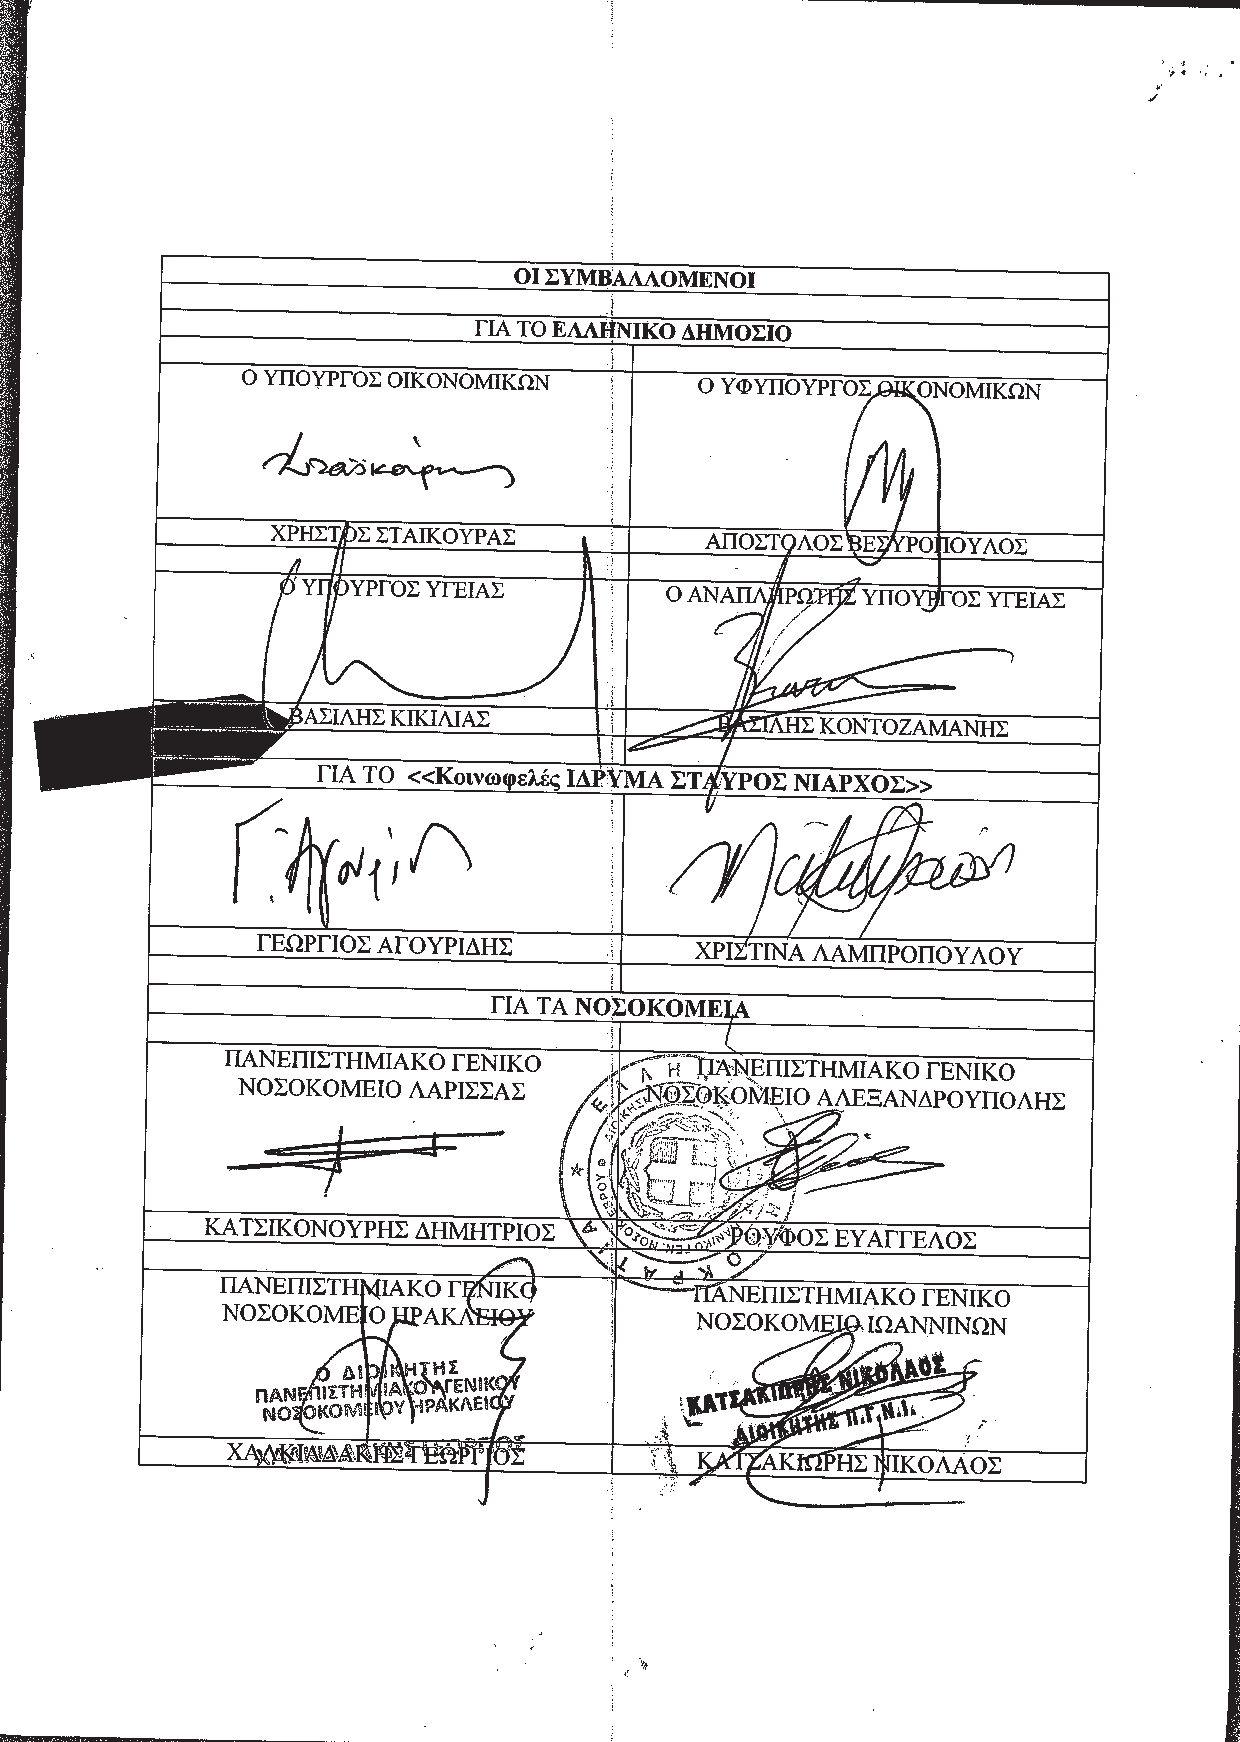 ΟΙ ΣΥΜΒΑΛΛΟΜΕΝΟΙ
ΓΙΑ ΤΟ ΕΛΛΗΝΙΚΟ ΔΗΜΟΣΙΟ
Ο ΥΠΟΥΡΓΟΣ ΟΙΚΟΝΟΜΙΚΩΝ
Ο ΥΦΥΠΟΥΡΓΟΣ ΟΙΚΟΝΟΜΙΚΩΝ
ΧΡΗΣΤΟΣ ΣΤΑΙΚΟΥΡΑΣ
ΑΠΟΣΤΟΛΟΣ ΒΕΣΥΡΟΠΟΥΛΟΣ
Ο ΥΠΟΥΡΓΟΣ ΥΓΕΙΑΣ
Ο ΑΝΑΠΛΗΡΩΤΗΣ ΥΠΟΥΡΓΟΣ ΥΓΕΙΑΣ
ΒΑΣΙΛΗΣ ΚΙΚΙΛΙΑΣ
ΒΑΣΙΛΗΣ ΚΟΝΤΟΖΑΜΑΝΗΣ
ΓΙΑ ΤΟ <<Κοινωφελές ΙΔΡΥΜΑ ΣΤΑΥΡΟΣ ΝΙΑΡΧΟΣ>>
ΓΕΩΡΓΙΟΣ ΑΓΟΥΡΙΔΗΣ
ΧΡΙΣΤΙΝΑ ΛΑΜΠΡΟΠΟΥΛΟΥ
ΓΙΑ ΤΑ ΝΟΣΟΚΟΜΕΙΑ
ΠΑΝΕΠΙΣΤΗΜΙΑΚΟ ΓΕΝΙΚΟ
ΝΟΣΟΚΟΜΕΙΟ ΛΑΡΙΣΣΑΣ
ΠΑΝΕΠΙΣΤΗΜΙΑΚΟ ΓΕΝΙΚΟ
ΝΟΣΟΚΟΜΕΙΟ ΑΛΕΞΑΝΔΡΟΥΠΟΛΗΣ
ΚΑΤΣΙΚΟΝΟΥΡΗΣ ΔΗΜΗΤΡΙΟΣ
ΡΟΥΦΟΣ ΕΥΑΓΓΕΛΟΣ
ΠΑΝΕΠΙΣΤΗΜΙΑΚΟ ΓΕΝΙΚΟ
ΝΟΣΟΚΟΜΕΙΟ ΗΡΑΚΛΕΙΟΥ
Ο ΔΙΟΙΚΗΤΗΣ
ΠΑΝΕΠΙΣΤΗΜΙΑΚΟΥ ΓΕΝΙΚΟΥ
ΝΟΣΟΚΟΜΕΙΟΥ ΗΡΑΚΛΕΙΟΥ
ΧΑΛΚΙΑΔΑΚΗΣ ΓΕΩΡΓΙΟΣ
ΠΑΝΕΠΙΣΤΗΜΙΑΚΟ ΓΕΝΙΚΟ
ΝΟΣΟΚΟΜΕΙΟ ΙΩΑΝΝΙΝΩΝ
ΚΑΤΣΑΚΙΩΡΗΣ ΝΙΚΟΛΑΟΣ
ΔΙΟΙΚΗΤΗΣ Π.Γ.Ν.Ι.
ΚΑΤΣΑΚΙΩΡΗΣ ΝΙΚΟΛΑΟΣ